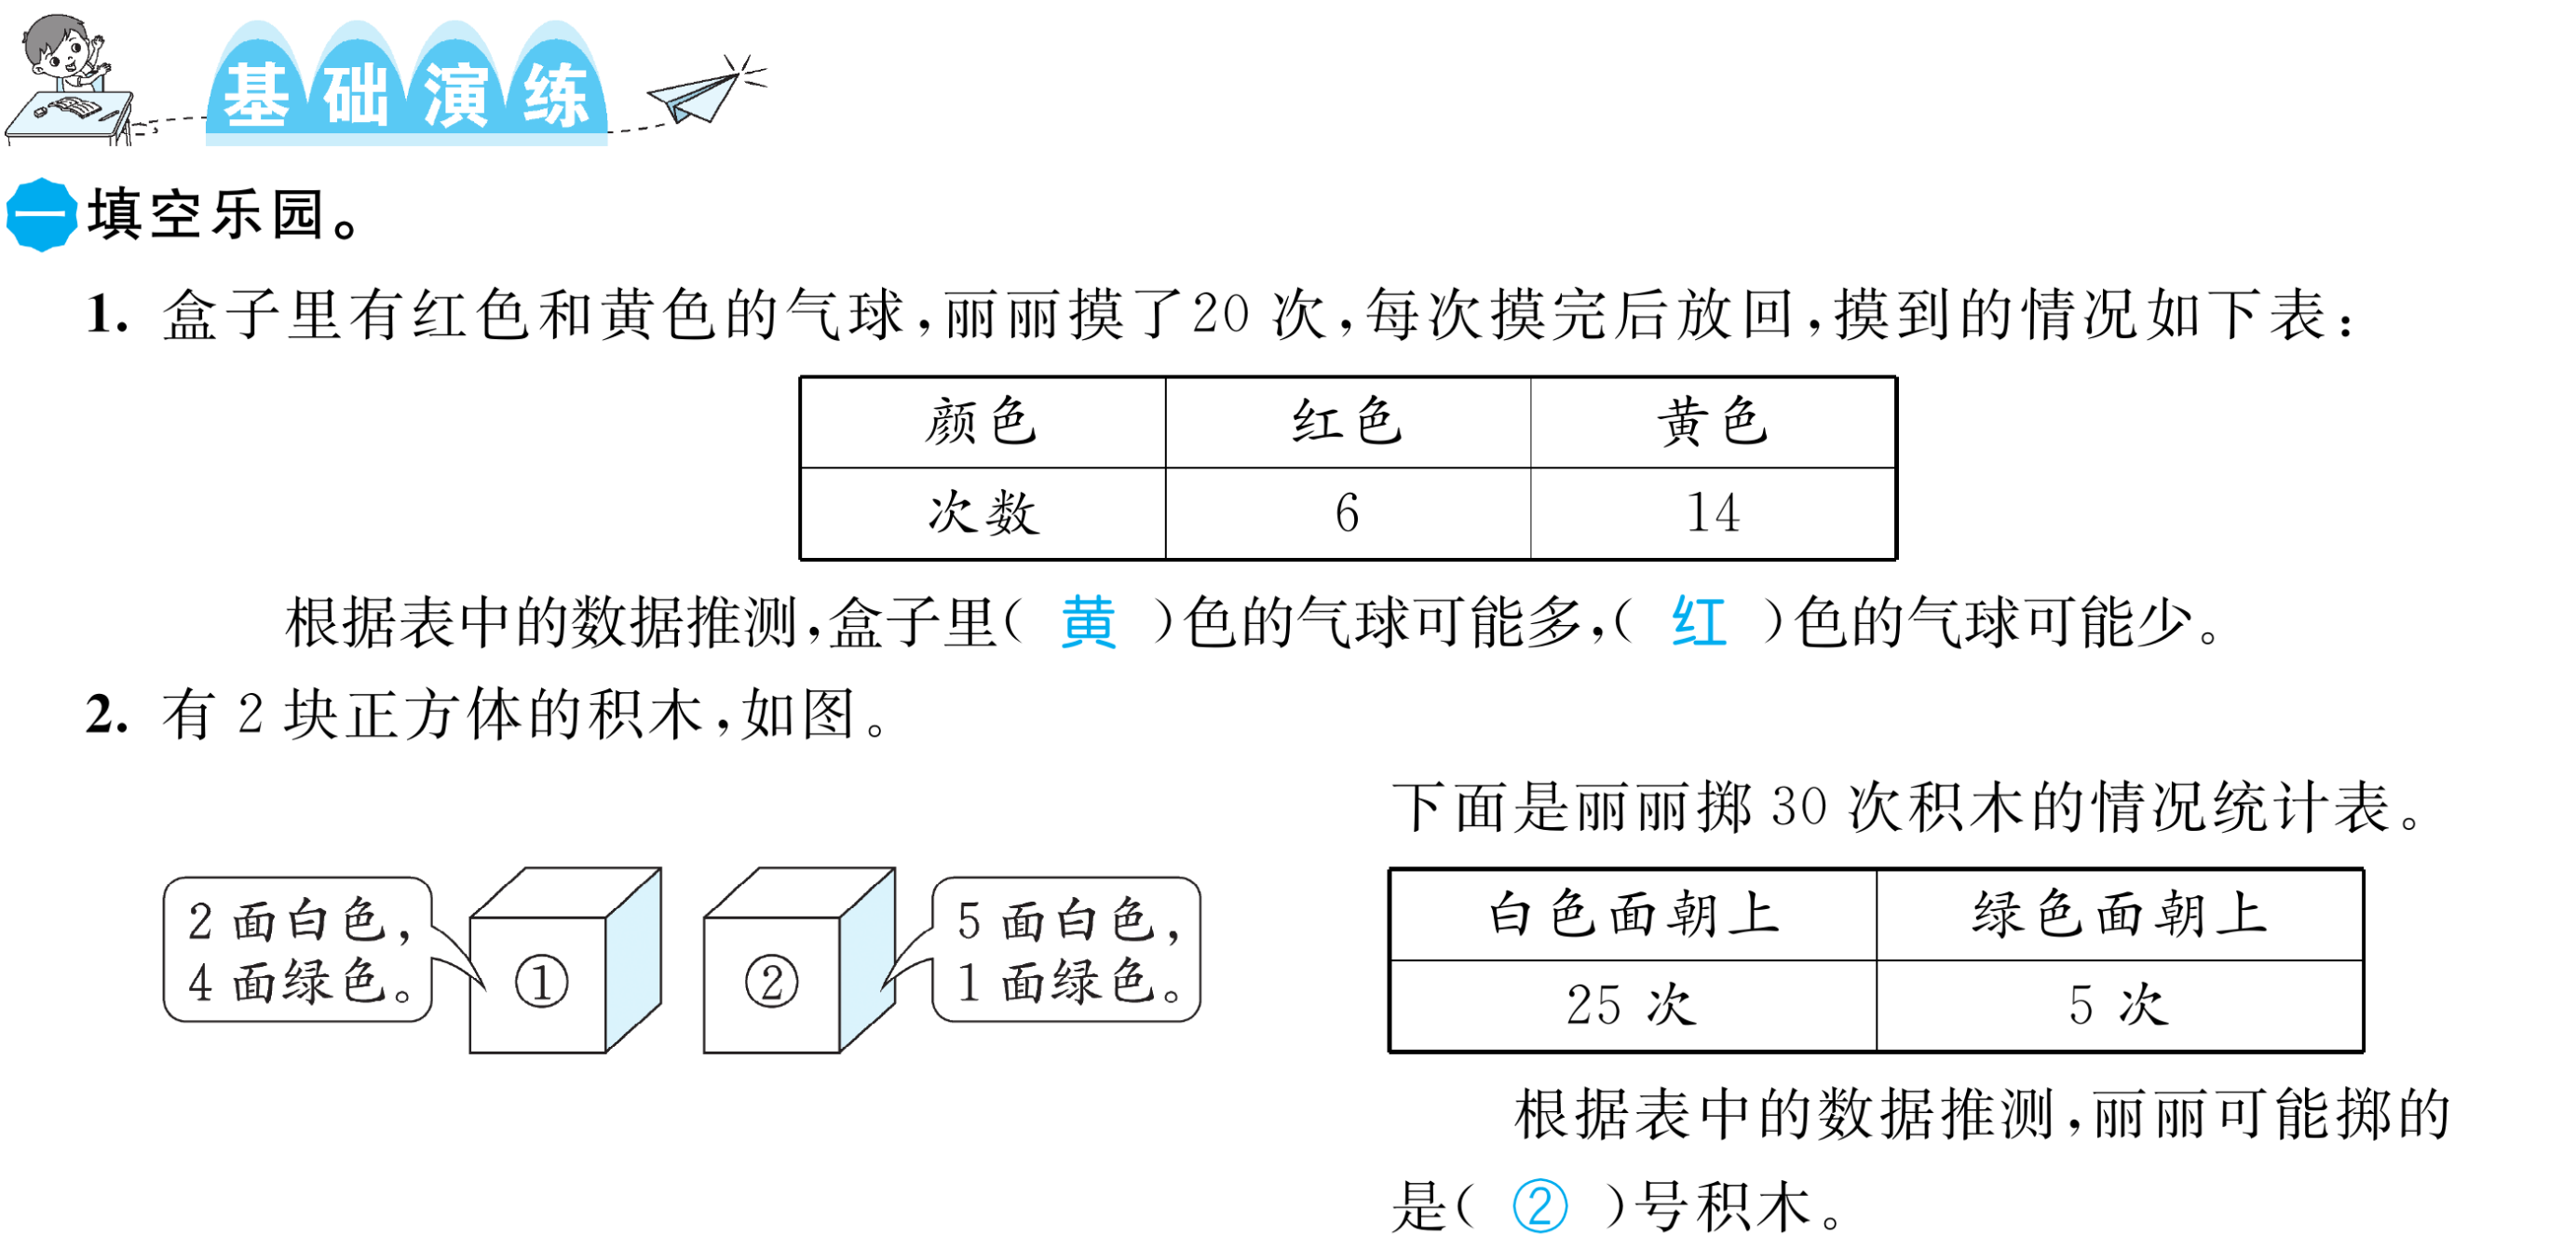 基础演练
一 填空乐园。
1. 盒子里有红色和黄色的气球,丽丽摸了20 次,每次摸完后放回,摸到的情况如下表:
颜色 红色 黄色
次数 6 14
根据表中的数据推测,盒子里( 黄 )色的气球可能多,( 红 )色的气球可能少。
2. 有 2 块正方体的积木,如图。
2 面白色,
4 面绿色。
①
②
5 面白色,
1 面绿色。
下面是丽丽掷 30 次积木的情况统计表。
白色面朝上 绿色面朝上
25 次 5 次
根据表中的数据推测,丽丽可能掷的
是( ② )号积木。